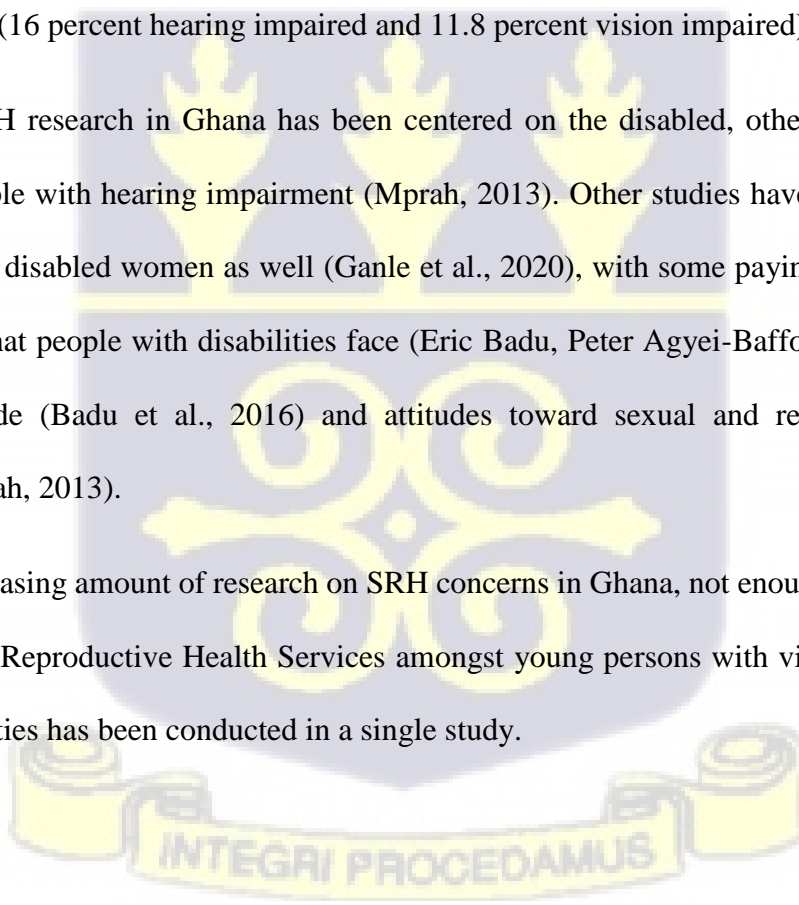 (16 percent hearing impaired and 11.8 percent vision impaired)
H research in Ghana has been centered on the disabled, othe
ple with hearing impairment (Mprah, 2013). Other studies have
disabled women as well (Ganle et al., 2020), with some payin
hat people with disabilities face (Eric Badu, Peter Agyei-Baffo
de (Badu et al., 2016) and attitudes toward sexual and re
ah, 2013).
asing amount of research on SRH concerns in Ghana, not enou
Reproductive Health Services amongst young persons with vi
ties has been conducted in a single study.
INTEGRI PROCEDAMUS